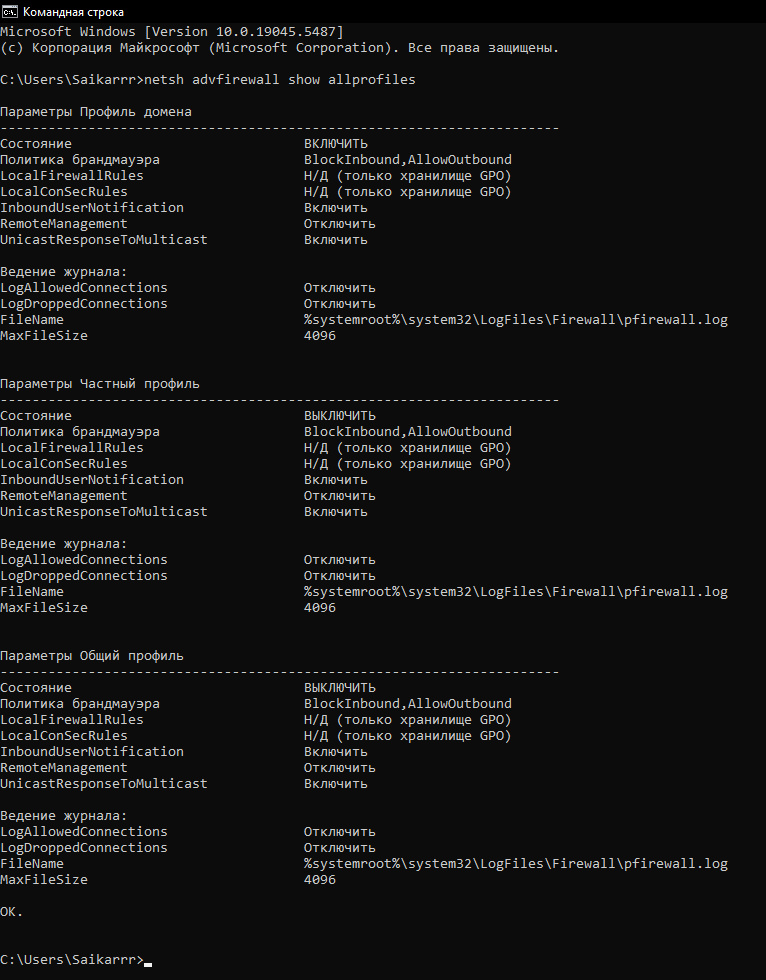 Командная строка
Microsoft Windows [Version 10.0.19045.5487]
(c) Корпорация Майкрософт (Microsoft Corporation). Все права защищены.
C:\Users\Saikarrr>netsh advfirewall show allprofiles
Параметры Профиль домена
----------------------------------------------------------------------
Состояние                             ВКЛЮЧИТЬ
Политика брандмауэра                  BlockInbound,AllowOutbound
LocalFirewallRules                    Н/Д (только хранилище GPO)
LocalConSecRules                      Н/Д (только хранилище GPO)
InboundUserNotification               Включить
RemoteManagement                      Отключить
UnicastResponseToMulticast            Включить
Ведение журнала:
LogAllowedConnections                 Отключить
LogDroppedConnections                 Отключить
FileName                              %systemroot%\system32\LogFiles\Firewall\pfirewall.log
MaxFileSize                           4096
Параметры Частный профиль
----------------------------------------------------------------------
Состояние                             ВЫКЛЮЧИТЬ
Политика брандмауэра                  BlockInbound,AllowOutbound
LocalFirewallRules                    Н/Д (только хранилище GPO)
LocalConSecRules                      Н/Д (только хранилище GPO)
InboundUserNotification               Включить
RemoteManagement                      Отключить
UnicastResponseToMulticast            Включить
Ведение журнала:
LogAllowedConnections                 Отключить
LogDroppedConnections                 Отключить
FileName                              %systemroot%\system32\LogFiles\Firewall\pfirewall.log
MaxFileSize                           4096
Параметры Общий профиль
----------------------------------------------------------------------
Состояние                             ВЫКЛЮЧИТЬ
Политика брандмауэра                  BlockInbound,AllowOutbound
LocalFirewallRules                    Н/Д (только хранилище GPO)
LocalConSecRules                      Н/Д (только хранилище GPO)
InboundUserNotification               Включить
RemoteManagement                      Отключить
UnicastResponseToMulticast            Включить
Ведение журнала:
LogAllowedConnections                 Отключить
LogDroppedConnections                 Отключить
FileName                              %systemroot%\system32\LogFiles\Firewall\pfirewall.log
MaxFileSize                           4096
ОК.
C:\Users\Saikarrr>